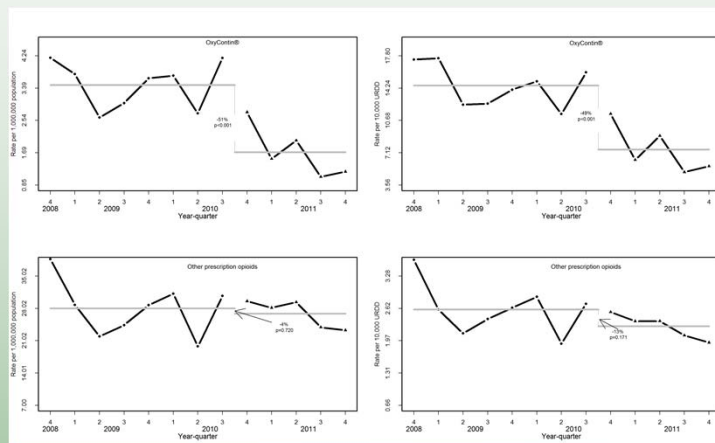 OxyContin®
Rate per 1,000,000 population
4.24
3.39
2.54
1.69
0.85
-51%
p<0.001
4 1 2 3 4 1 2 3 4 1 2 3 4
2008 2009 2010 2011
Year-quarter
OxyContin®
Rate per 10,000 URDD
17.80
14.24
10.68
7.12
3.56
-49%
p=0.001
4 1 2 3 4 1 2 3 4 1 2 3 4
2008 2009 2010 2011
Year-quarter
Other prescription opioids
Rate per 1,000,000 population
35.02
28.02
21.02
14.01
7.00
-4%
p=0.720
4 1 2 3 4 1 2 3 4 1 2 3 4
2008 2009 2010 2011
Year-quarter
Other prescription opioids
Rate per 10,000 URDD
3.28
2.62
1.97
1.31
0.66
-13%
p=0.171
4 1 2 3 4 1 2 3 4 1 2 3 4
2008 2009 2010 2011
Year-quarter